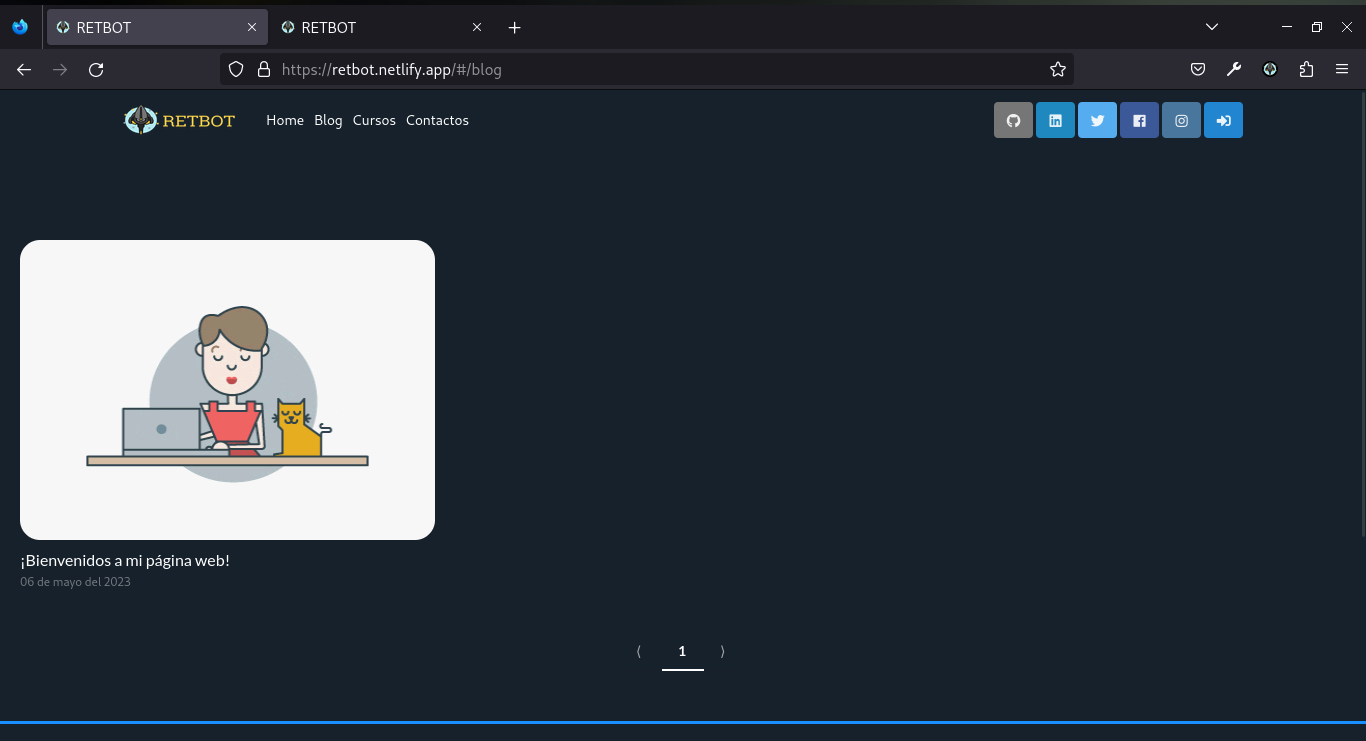 RETBOT
RETBOT
https://retbot.netlify.app/#/blog
RETBOT
Home Blog Cursos Contactos
¡Bienvenidos a mi página web!
06 de mayo del 2023
⟨ 1 ⟩